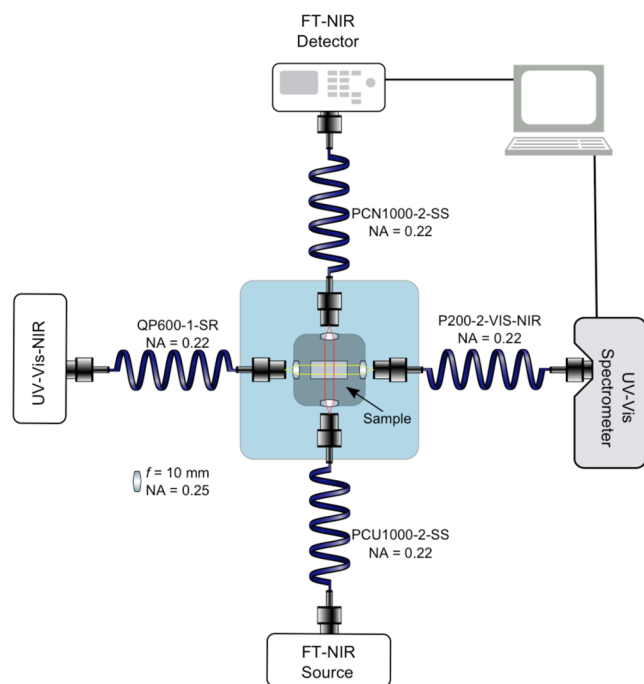 FT-NIR
Detector
PCN1000-2-SS
NA = 0.22
QP600-1-SR
NA = 0.22
P200-2-VIS-NIR
NA = 0.22
UV-Vis-NIR
UV-Vis
Spectrometer
Sample
f = 10 mm
NA = 0.25
PCU1000-2-SS
NA = 0.22
FT-NIR
Source